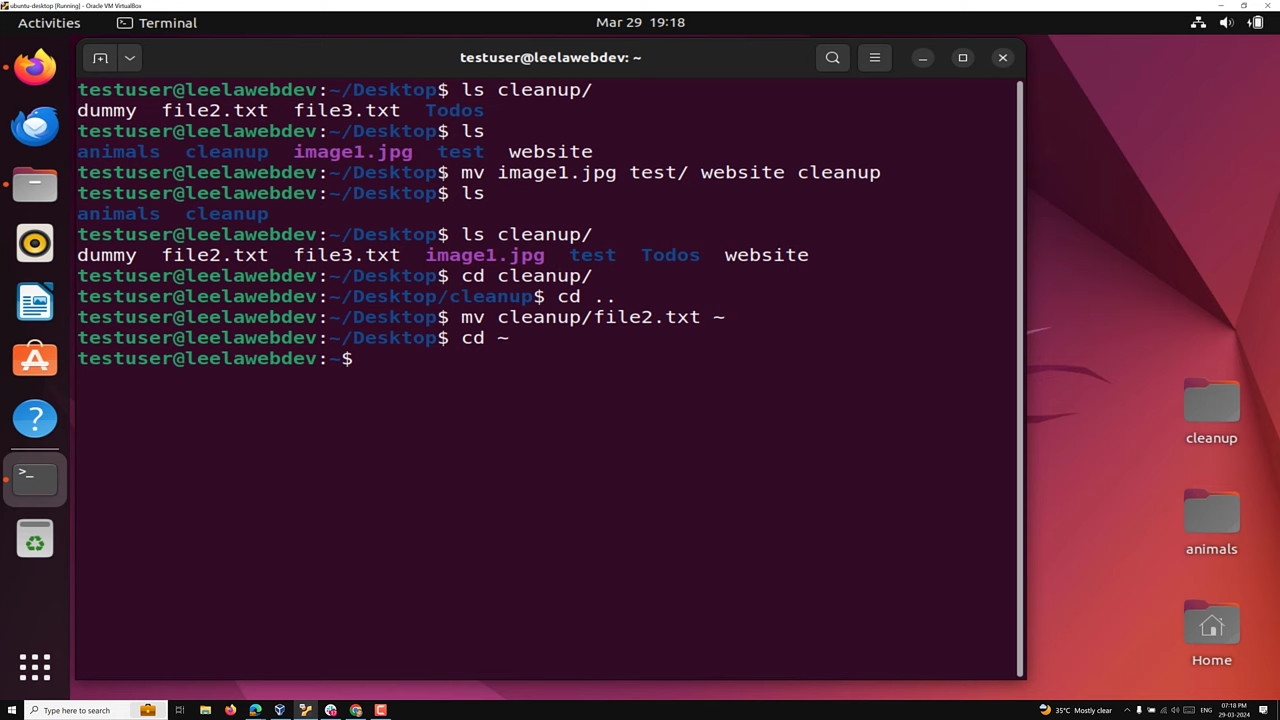 ubuntu-desktop [Running] - Oracle VM VirtualBox
Activities Terminal Mar 29 19:18
testuser@leelawebdev: ~
testuser@leelawebdev:~/Desktop$ ls cleanup/
dummy file2.txt file3.txt Todos
testuser@leelawebdev:~/Desktop$ ls
animals cleanup image1.jpg test website
testuser@leelawebdev:~/Desktop$ mv image1.jpg test/ website cleanup
testuser@leelawebdev:~/Desktop$ ls
animals cleanup
testuser@leelawebdev:~/Desktop$ ls cleanup/
dummy file2.txt file3.txt image1.jpg test Todos website
testuser@leelawebdev:~/Desktop$ cd cleanup/
testuser@leelawebdev:~/Desktop/cleanup$ cd ..
testuser@leelawebdev:~/Desktop$ mv cleanup/file2.txt ~
testuser@leelawebdev:~/Desktop$ cd ~
testuser@leelawebdev:~$
cleanup
animals
Home
Type here to search
35°C Mostly clear
ENG
07:18 PM
29-03-2024